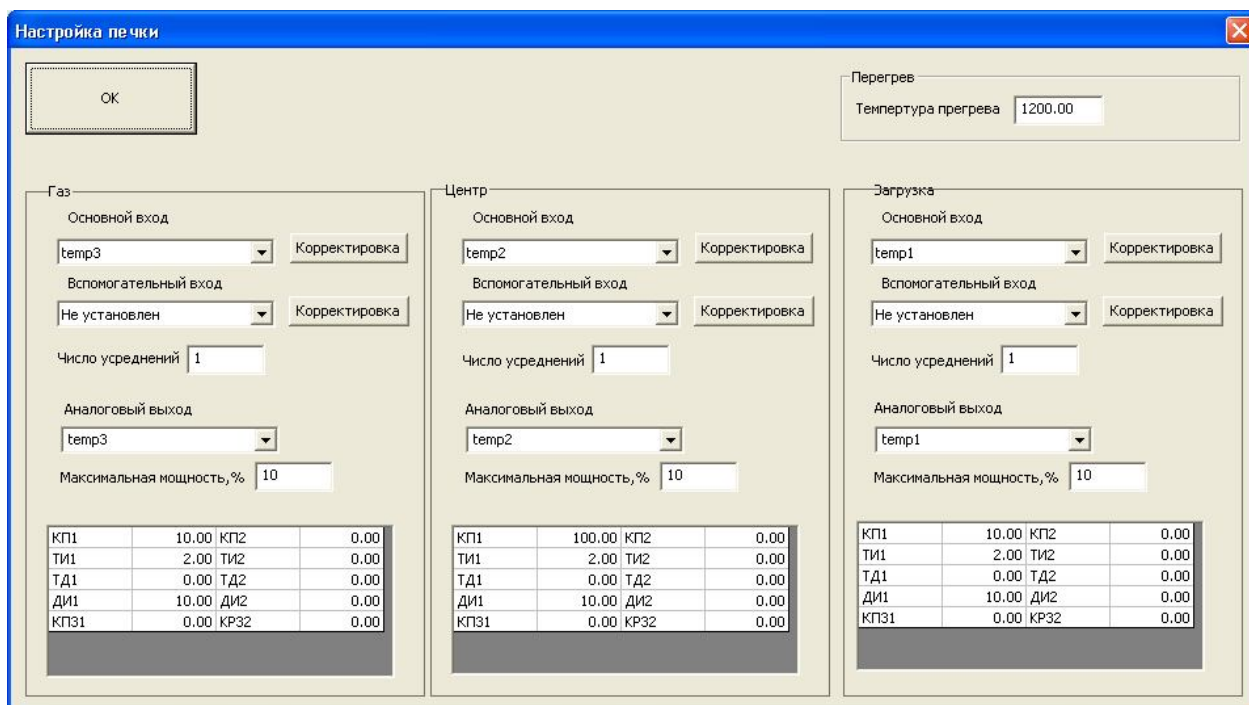 Настройка печки
OK
Перегрев
Темпертура прегрева 1200.00
Газ
Основной вход
temp3 Корректировка
Вспомогательный вход
Не установлен Корректировка
Число усреднений 1
Аналоговый выход
temp3
Максимальная мощность,% 10
КП1 10.00 КП2 0.00
ТИ1 2.00 ТИ2 0.00
ТД1 0.00 ТД2 0.00
ДИ1 10.00 ДИ2 0.00
КПЗ1 0.00 КРЗ2 0.00
Центр
Основной вход
temp2 Корректировка
Вспомогательный вход
Не установлен Корректировка
Число усреднений 1
Аналоговый выход
temp2
Максимальная мощность,% 10
КП1 100.00 КП2 0.00
ТИ1 2.00 ТИ2 0.00
ТД1 0.00 ТД2 0.00
ДИ1 10.00 ДИ2 0.00
КПЗ1 0.00 КРЗ2 0.00
Загрузка
Основной вход
temp1 Корректировка
Вспомогательный вход
Не установлен Корректировка
Число усреднений 1
Аналоговый выход
temp1
Максимальная мощность,% 10
КП1 10.00 КП2 0.00
ТИ1 2.00 ТИ2 0.00
ТД1 0.00 ТД2 0.00
ДИ1 10.00 ДИ2 0.00
КПЗ1 0.00 КРЗ2 0.00